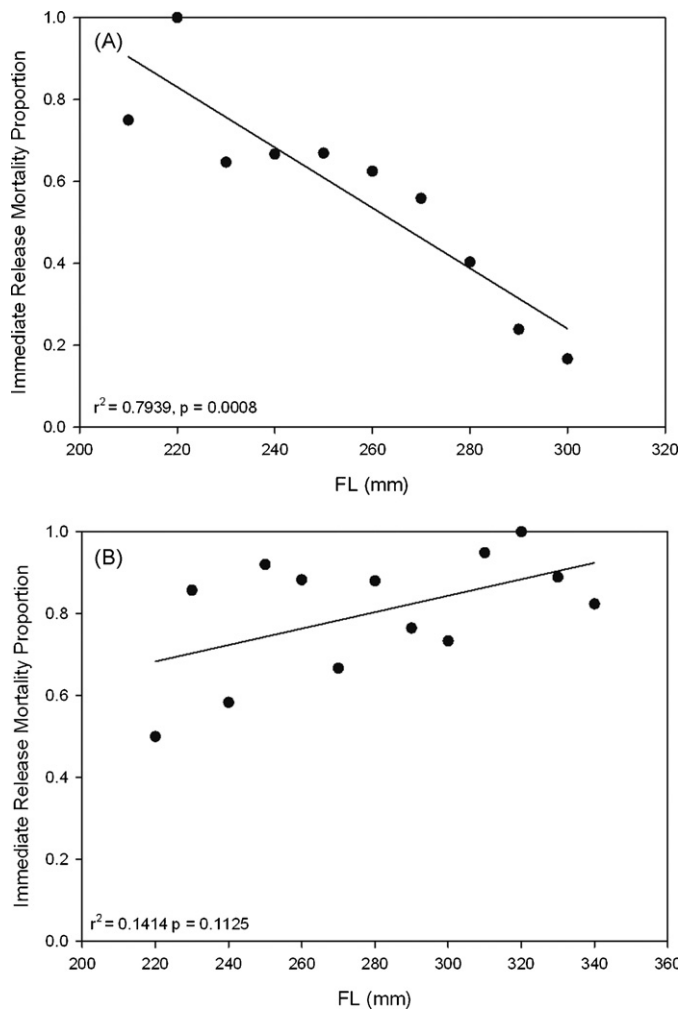 (A)
Immediate Release Mortality Proportion
1.0
0.8
0.6
0.4
0.2
0.0
r² = 0.7939, p = 0.0008
200 220 240 260 280 300 320
FL (mm)
(B)
Immediate Release Mortality Proportion
1.0
0.8
0.6
0.4
0.2
0.0
r² = 0.1414 p = 0.1125
200 220 240 260 280 300 320 340 360
FL (mm)